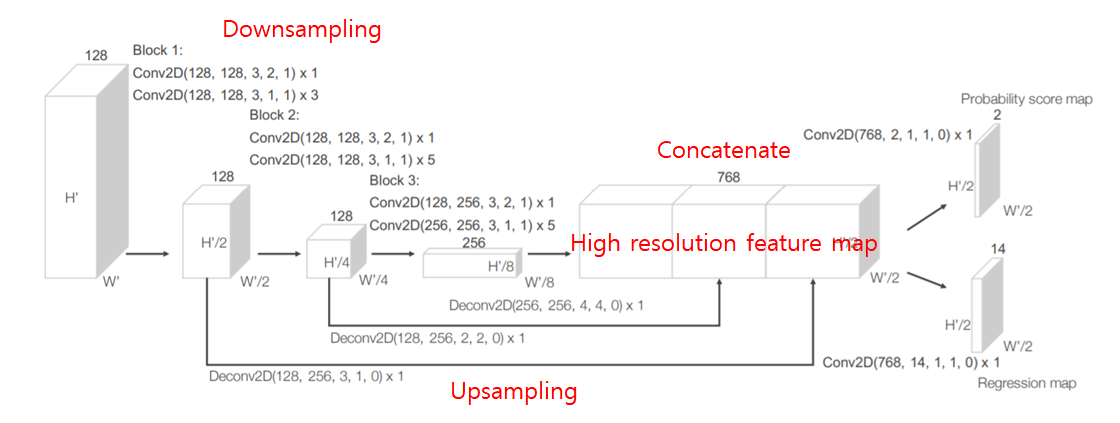 Downsampling
128
Block 1:
Conv2D(128, 128, 3, 2, 1) x 1
Conv2D(128, 128, 3, 1, 1) x 3
Block 2:
Conv2D(128, 128, 3, 2, 1) x 1
Conv2D(128, 128, 3, 1, 1) x 5
Block 3:
Conv2D(128, 256, 3, 2, 1) x 1
Conv2D(256, 256, 3, 1, 1) x 5
H'
W'
128
H'/2
W'/2
128
H'/4
W'/4
256
H'/8
W'/8
Concatenate
768
High resolution feature map
H'/2
W'/2
Deconv2D(256, 256, 4, 4, 0) x 1
Deconv2D(128, 256, 2, 2, 0) x 1
Deconv2D(128, 256, 3, 1, 0) x 1
Upsampling
Probability score map
2
Conv2D(768, 2, 1, 1, 0) x 1
H'/2
W'/2
14
H'/2
W'/2
Conv2D(768, 14, 1, 1, 0) x 1
Regression map